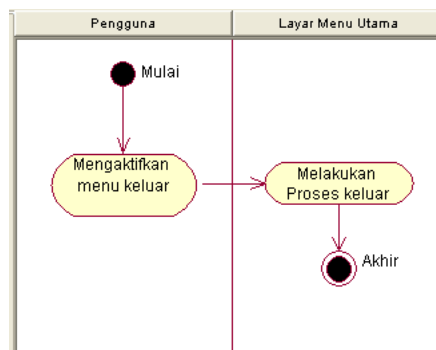 Pengguna
Layar Menu Utama
Mulai
Mengaktifkan
menu keluar
Melakukan
Proses keluar
Akhir